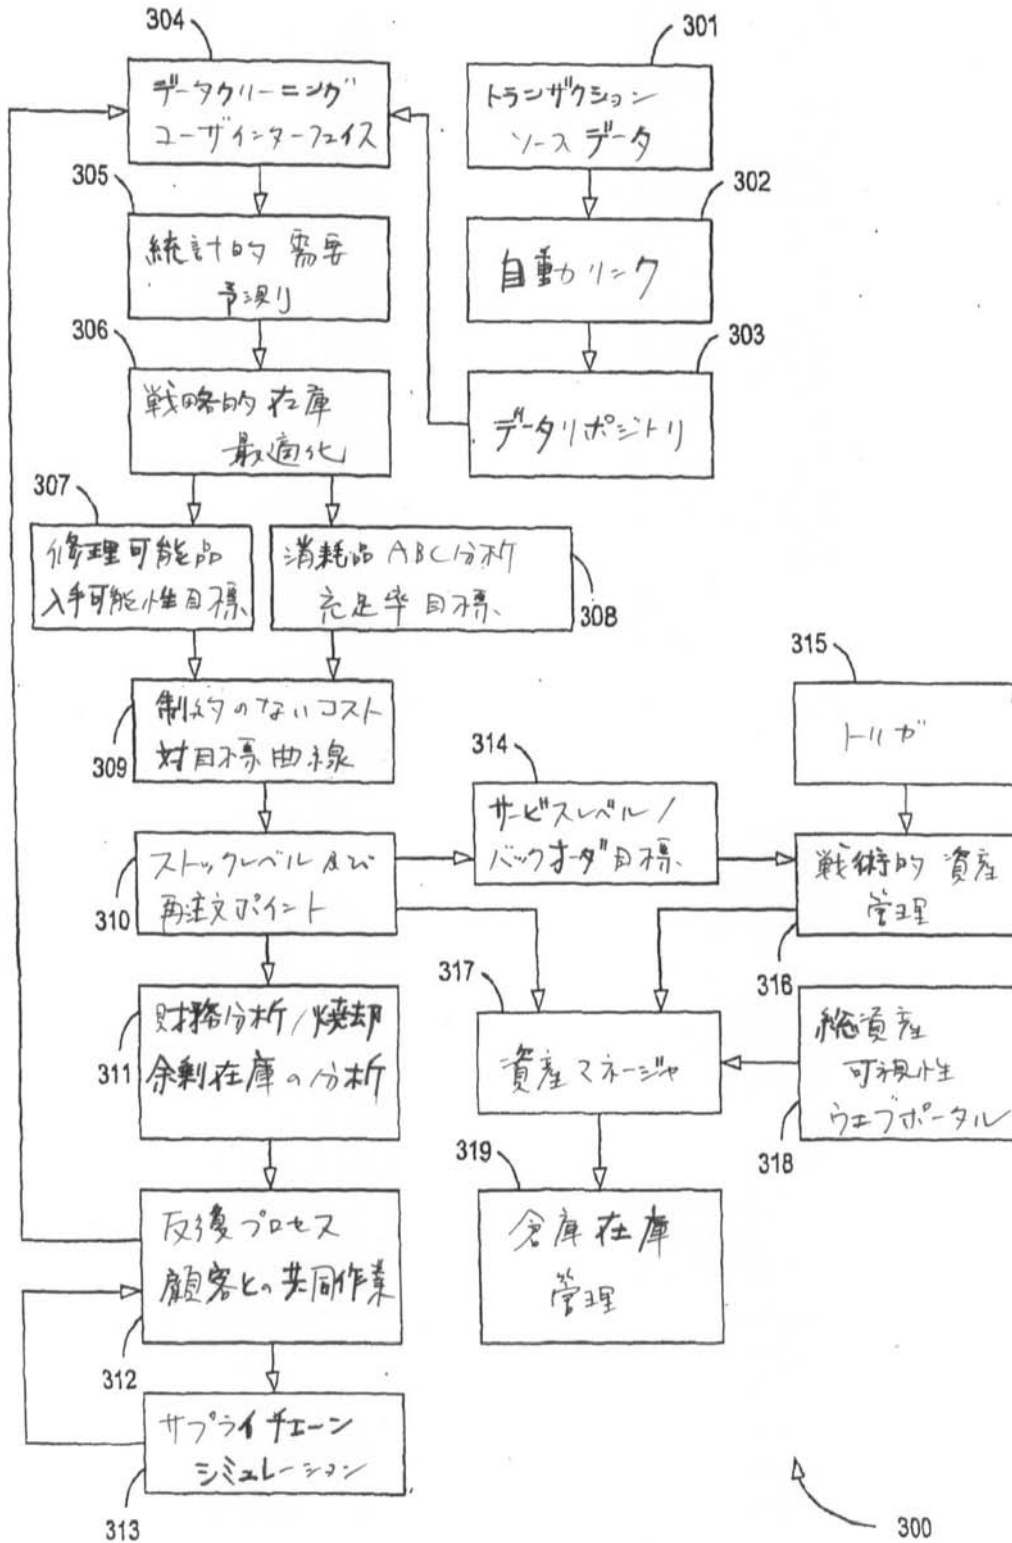 304
データクリーニング
ユーザインターフェイス
301
トランザクション
ソースデータ
305
統計的 需要
予測
302
自動リンク
306
戦略的在庫
最適化
303
データリポジトリ
307
修理可能品
入手可能性目標
消耗品 ABC分析
充足率目標
308
制約のないコスト
対目標曲線
309
314
サービスレベル/
バックオーダ目標
315
トリガ
ストックレベル及び
再注文ポイント
310
戦術的 資産
管理
316
財務分析/焼却
余剰在庫の分析
311
317
資産マネージャ
総資産
可視性
ウェブポータル
318
反復プロセス
顧客との共同作業
312
319
倉庫在庫
管理
サプライチェーン
シミュレーション
313
300